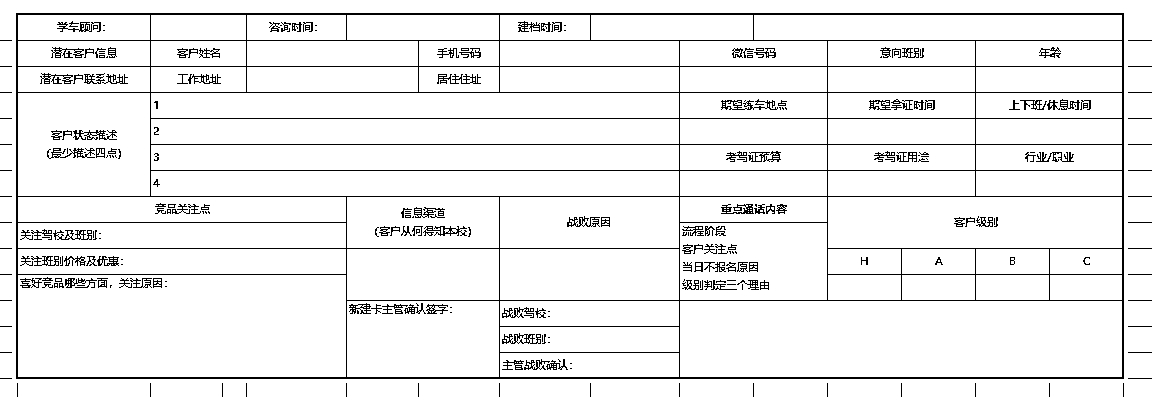 学车顾问: 咨询时间: 建档时间:
潜在客户信息 客户姓名 手机号码 微信号码 意向班别 年龄
潜在客户联系地址 工作地址 居住住址
1 期望练车地点 期望拿证时间 上下班/休息时间
客户状态描述
(最少描述四点)
2
3 考驾证预算 考驾证用途 行业/职业
4
竞品关注点 信息渠道
(客户从何得知本校) 战败原因 重点通话内容 客户级别
关注驾校及班别:
流程阶段
客户关注点
当日不报名原因
级别判定三个理由
关注班别价格及优惠: H A B C
喜好竞品哪些方面，关注原因:
新建卡主管确认签字: 战败驾校:
战败班别:
主管战败确认: